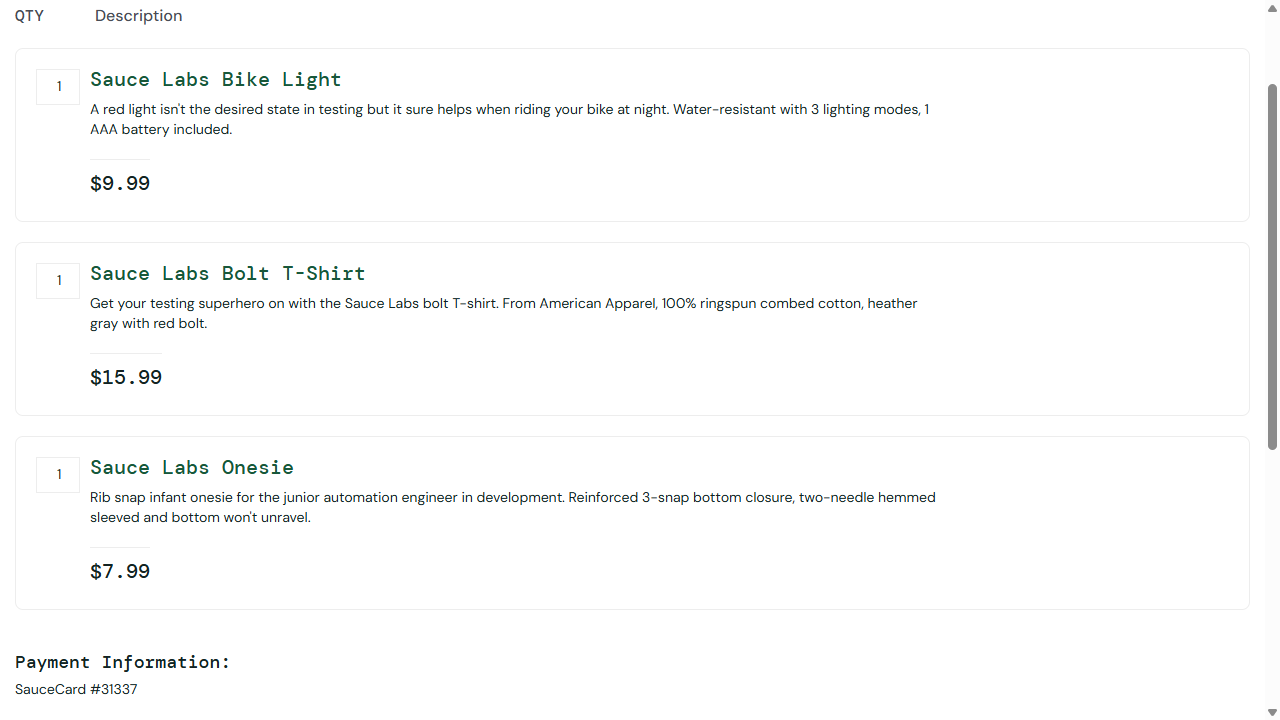 QTY Description
1 Sauce Labs Bike Light
A red light isn't the desired state in testing but it sure helps when riding your bike at night. Water-resistant with 3 lighting modes, 1
AAA battery included.
$9.99
1 Sauce Labs Bolt T-Shirt
Get your testing superhero on with the Sauce Labs bolt T-shirt. From American Apparel, 100% ringspun combed cotton, heather
gray with red bolt.
$15.99
1 Sauce Labs Onesie
Rib snap infant onesie for the junior automation engineer in development. Reinforced 3-snap bottom closure, two-needle hemmed
sleeved and bottom won't unravel.
$7.99
Payment Information:
SauceCard #31337